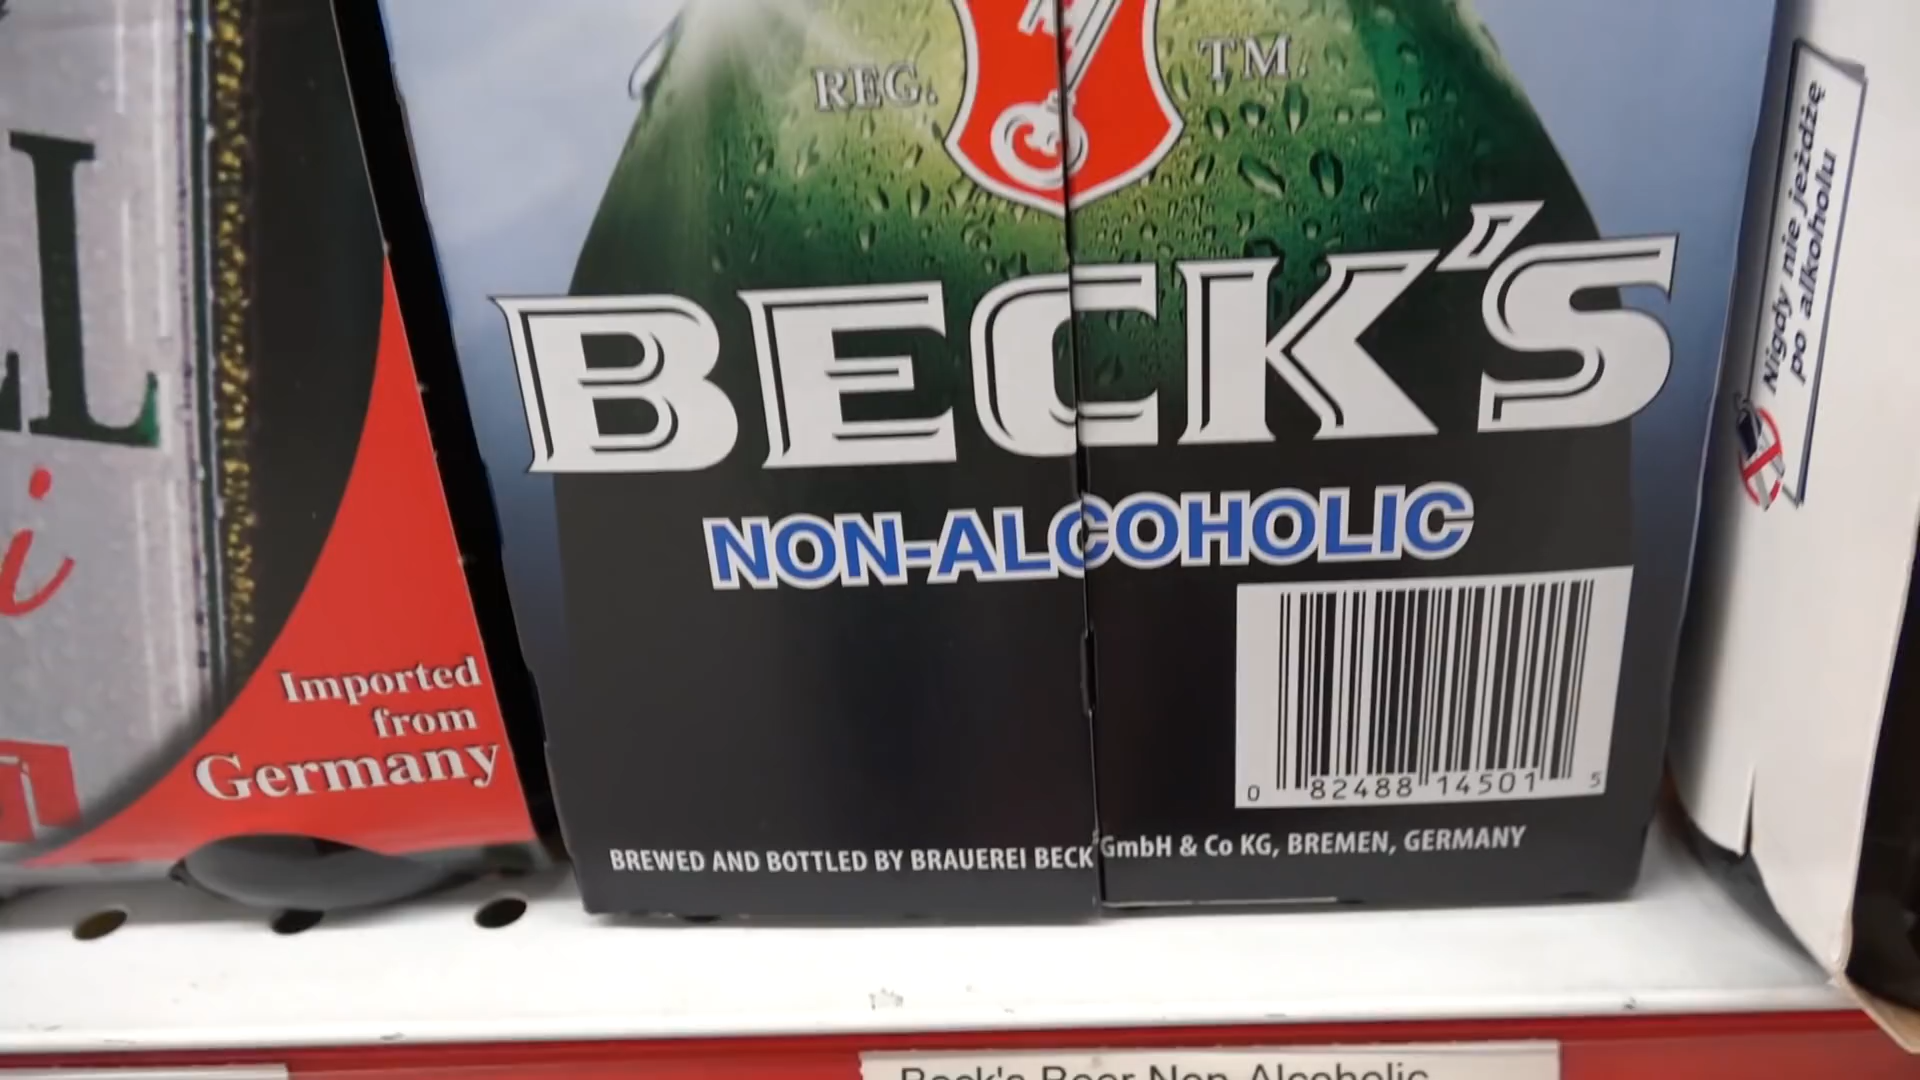 REG.
TM.
BECK'S
NON-ALCOHOLIC
0 82488 14501 5
BREWED AND BOTTLED BY BRAUEREI BECK GmbH & Co KG, BREMEN, GERMANY
Imported
from
Germany
Nigdy nie jeżdżę
po alkoholu
Beck's Beer Non-Alcoholic